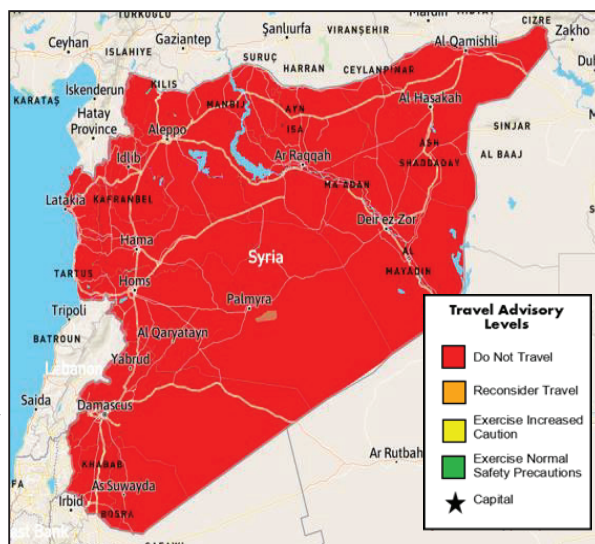 TÜRKOĞLU
Mardin
CIZRE
Ceyhan
ISLAHIYE
Gaziantep
Şanlıurfa
VIRANŞEHIR
Al-Qamishli
Zakho
SURUÇ
HARRAN
CEYLANPINAR
KARATAŞ
İskenderun
KILIS
MANBIJ
AYN
ISA
Al-Hasakah
Hatay
Province
Aleppo
SINJAR
Idlib
Ar Raqqah
ASH
SHADDADAY
AL BAAJ
KAFRANBEL
MA'ADAN
Latakia
Deir ez-Zor
Hama
Syria
AL
MAYADIN
TARTUS
Homs
Palmyra
Tripoli
BATROUN
Al Qaryatayn
Yabrud
Lebanon
Saida
Damascus
Ar Rutbah
KHABAB
As-Suwayda
Irbid
BOSRA
East Bank
Travel Advisory
Levels
Do Not Travel
Reconsider Travel
Exercise Increased
Caution
Exercise Normal
Safety Precautions
Capital